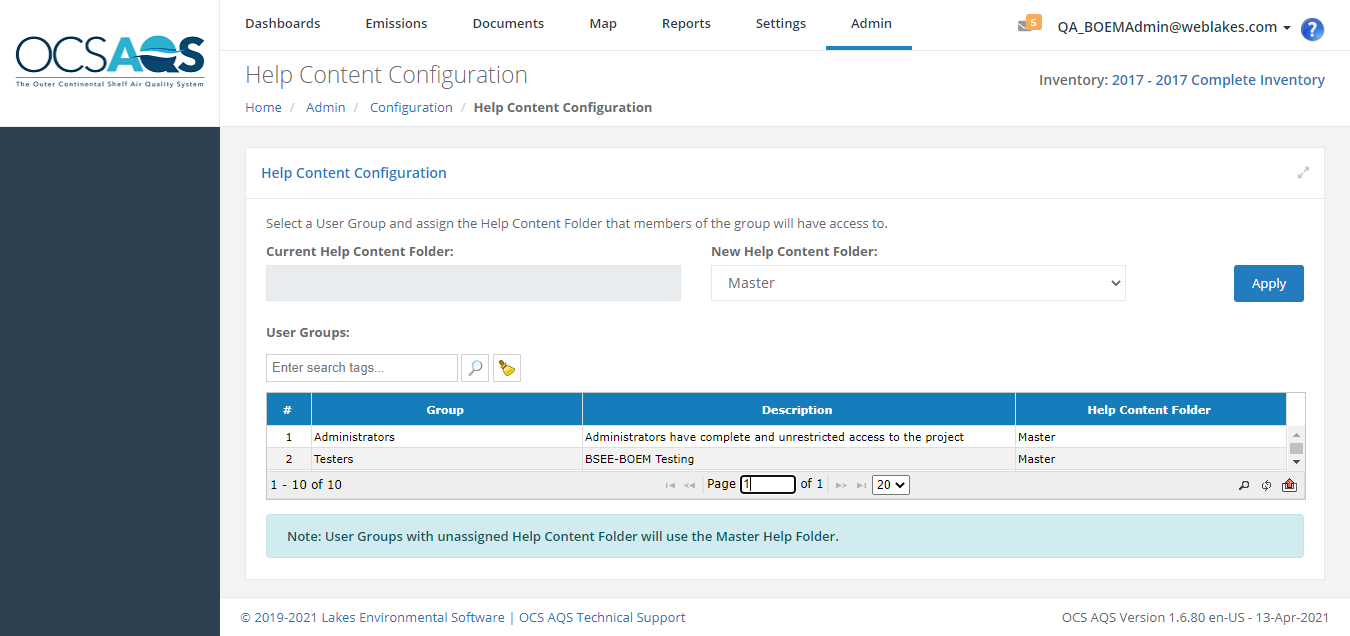 OCSAQS
The Outer Continental Shelf Air Quality System
Dashboards Emissions Documents Map Reports Settings Admin
5 QA_BOEMAdmin@weblakes.com ?
Help Content Configuration
Inventory: 2017 - 2017 Complete Inventory
Home / Admin / Configuration / Help Content Configuration
Help Content Configuration
Select a User Group and assign the Help Content Folder that members of the group will have access to.
Current Help Content Folder: New Help Content Folder:
Master Apply
User Groups:
Enter search tags...
# Group Description Help Content Folder
1 Administrators Administrators have complete and unrestricted access to the project Master
2 Testers BSEE-BOEM Testing Master
1 - 10 of 10 Page 1 of 1 20
Note: User Groups with unassigned Help Content Folder will use the Master Help Folder.
© 2019-2021 Lakes Environmental Software | OCS AQS Technical Support OCS AQS Version 1.6.80 en-US - 13-Apr-2021